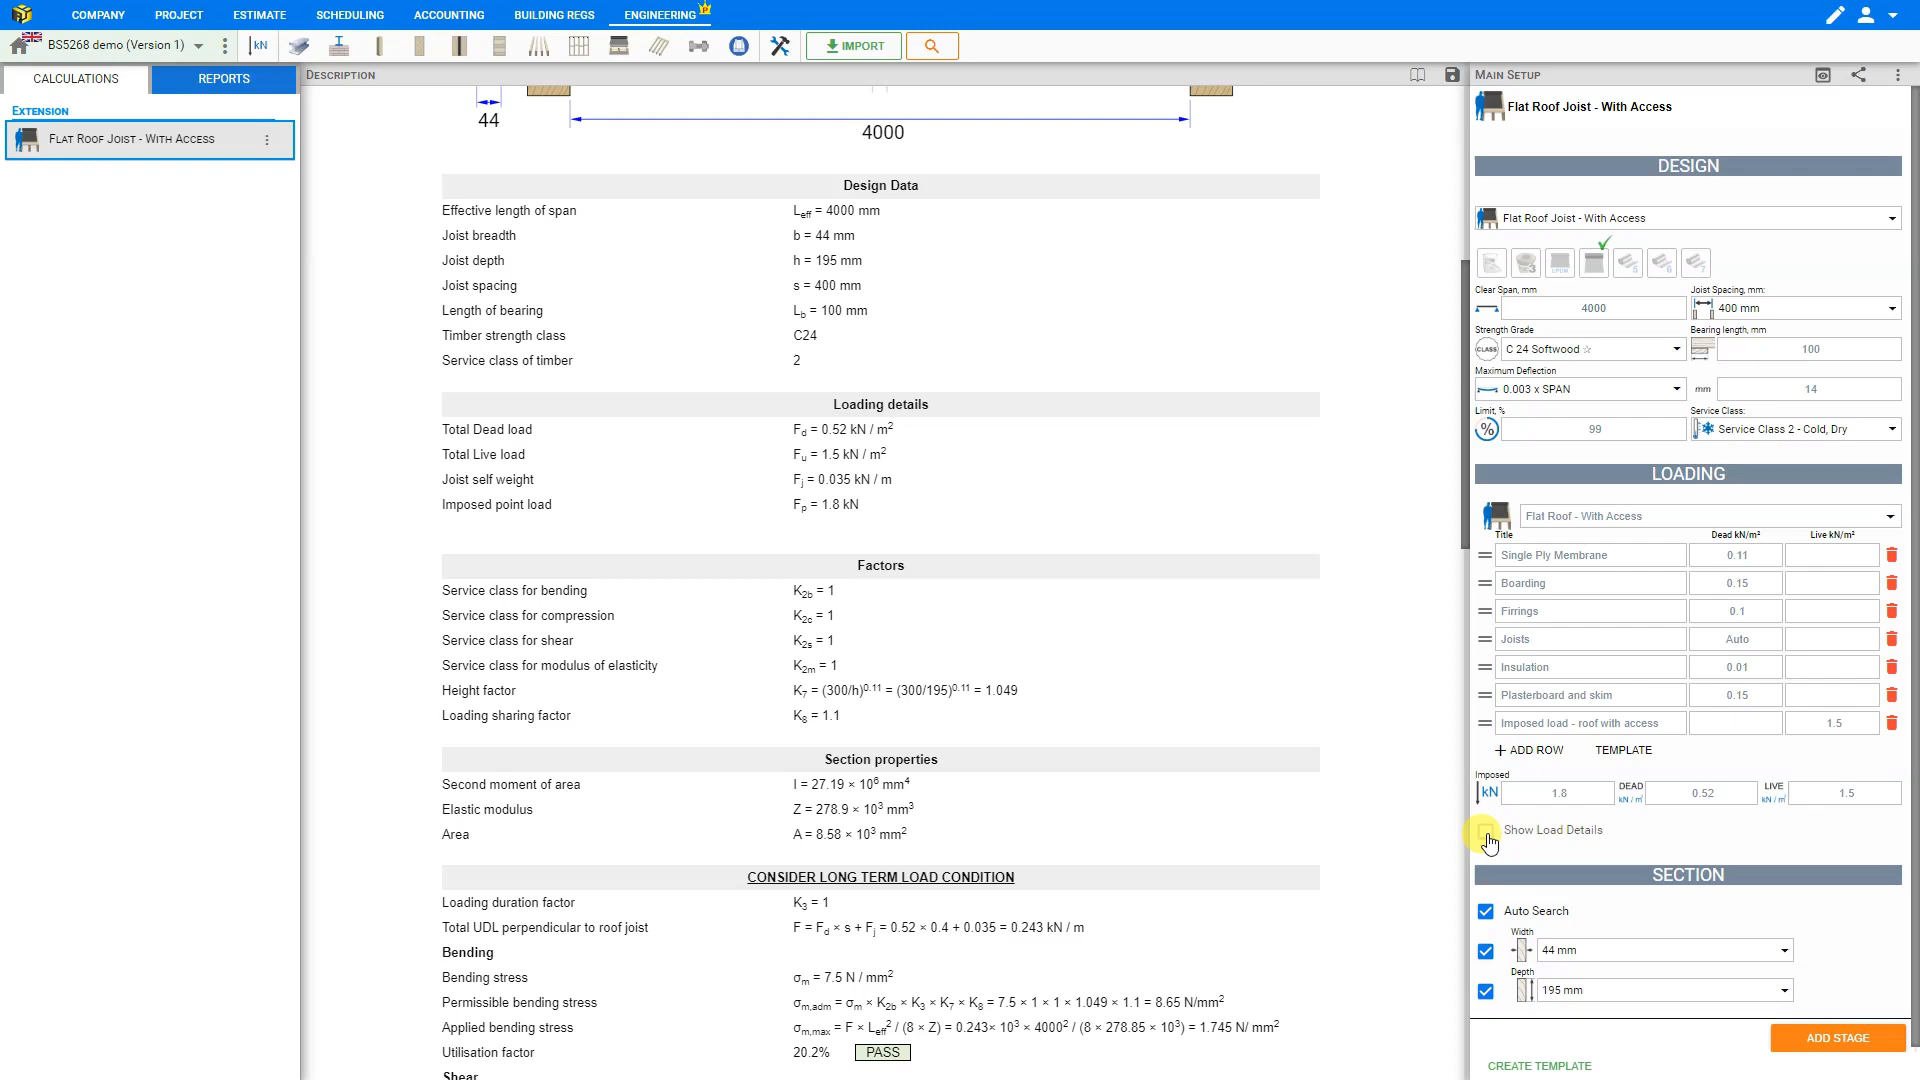 COMPANY PROJECT ESTIMATE SCHEDULING ACCOUNTING BUILDING REGS ENGINEERING P
BS5268 demo (Version 1) kN IMPORT
CALCULATIONS REPORTS DESCRIPTION MAIN SETUP
EXTENSION
FLAT ROOF JOIST - WITH ACCESS
44
4000
Design Data
Effective length of span Leff = 4000 mm
Joist breadth b = 44 mm
Joist depth h = 195 mm
Joist spacing s = 400 mm
Length of bearing Lb = 100 mm
Timber strength class C24
Service class of timber 2
Loading details
Total Dead load Fd = 0.52 kN / m²
Total Live load Fu = 1.5 kN / m²
Joist self weight Fj = 0.035 kN / m
Imposed point load Fp = 1.8 kN
Factors
Service class for bending K2b = 1
Service class for compression K2c = 1
Service class for shear K2s = 1
Service class for modulus of elasticity K2m = 1
Height factor K7 = (300/h)^0.11 = (300/195)^0.11 = 1.049
Loading sharing factor K8 = 1.1
Section properties
Second moment of area I = 27.19 × 10⁶ mm⁴
Elastic modulus Z = 278.9 × 10³ mm³
Area A = 8.58 × 10³ mm²
CONSIDER LONG TERM LOAD CONDITION
Loading duration factor K3 = 1
Total UDL perpendicular to roof joist F = Fd × s + Fj = 0.52 × 0.4 + 0.035 = 0.243 kN / m
Bending
Bending stress σm = 7.5 N / mm²
Permissible bending stress σm,adm = σm × K2b × K3 × K7 × K8 = 7.5 × 1 × 1 × 1.049 × 1.1 = 8.65 N/mm²
Applied bending stress σm,max = F × Leff² / (8 × Z) = 0.243× 10³ × 4000² / (8 × 278.85 × 10³) = 1.745 N/ mm²
Utilisation factor 20.2% PASS
Shear
Flat Roof Joist - With Access
DESIGN
Flat Roof Joist - With Access
3 EPDM 5 6 7
Clear Span, mm Joist Spacing, mm:
4000 400 mm
Strength Grade Bearing length, mm
CLASS C 24 Softwood ☆ 100
Maximum Deflection
0.003 x SPAN mm 14
Limit, % Service Class:
% 99 Service Class 2 - Cold, Dry
LOADING
Flat Roof - With Access
Title Dead kN/m² Live kN/m²
Single Ply Membrane 0.11
Boarding 0.15
Firrings 0.1
Joists Auto
Insulation 0.01
Plasterboard and skim 0.15
Imposed load - roof with access 1.5
+ ADD ROW TEMPLATE
Imposed
kN 1.8 DEAD kN / m² 0.52 LIVE kN / m² 1.5
Show Load Details
SECTION
Auto Search
Width
44 mm
Depth
195 mm
ADD STAGE
CREATE TEMPLATE